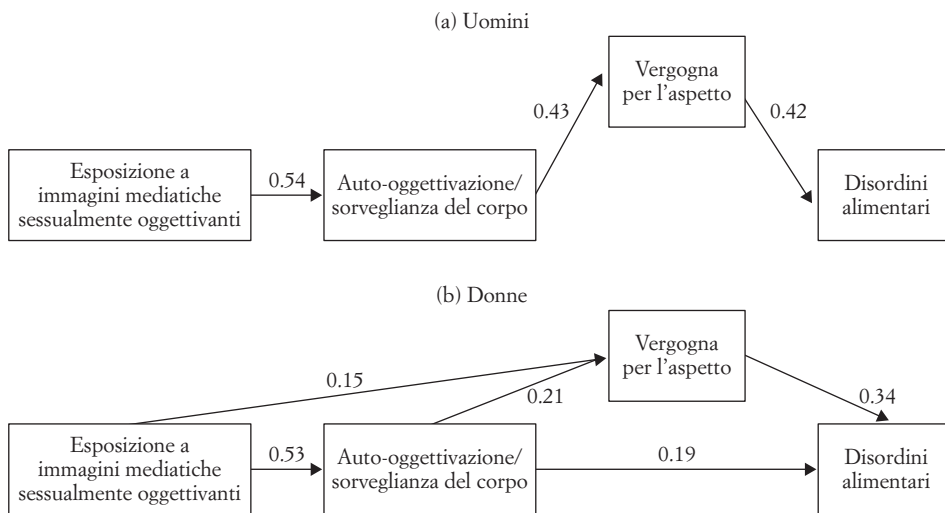 (a) Uomini
Vergogna
per l'aspetto
0.43
0.42
Esposizione a
immagini mediatiche
sessualmente oggettivanti
0.54
Auto-oggettivazione/
sorveglianza del corpo
Disordini
alimentari
(b) Donne
Vergogna
per l'aspetto
0.15
0.21
0.34
Esposizione a
immagini mediatiche
sessualmente oggettivanti
0.53
Auto-oggettivazione/
sorveglianza del corpo
0.19
Disordini
alimentari